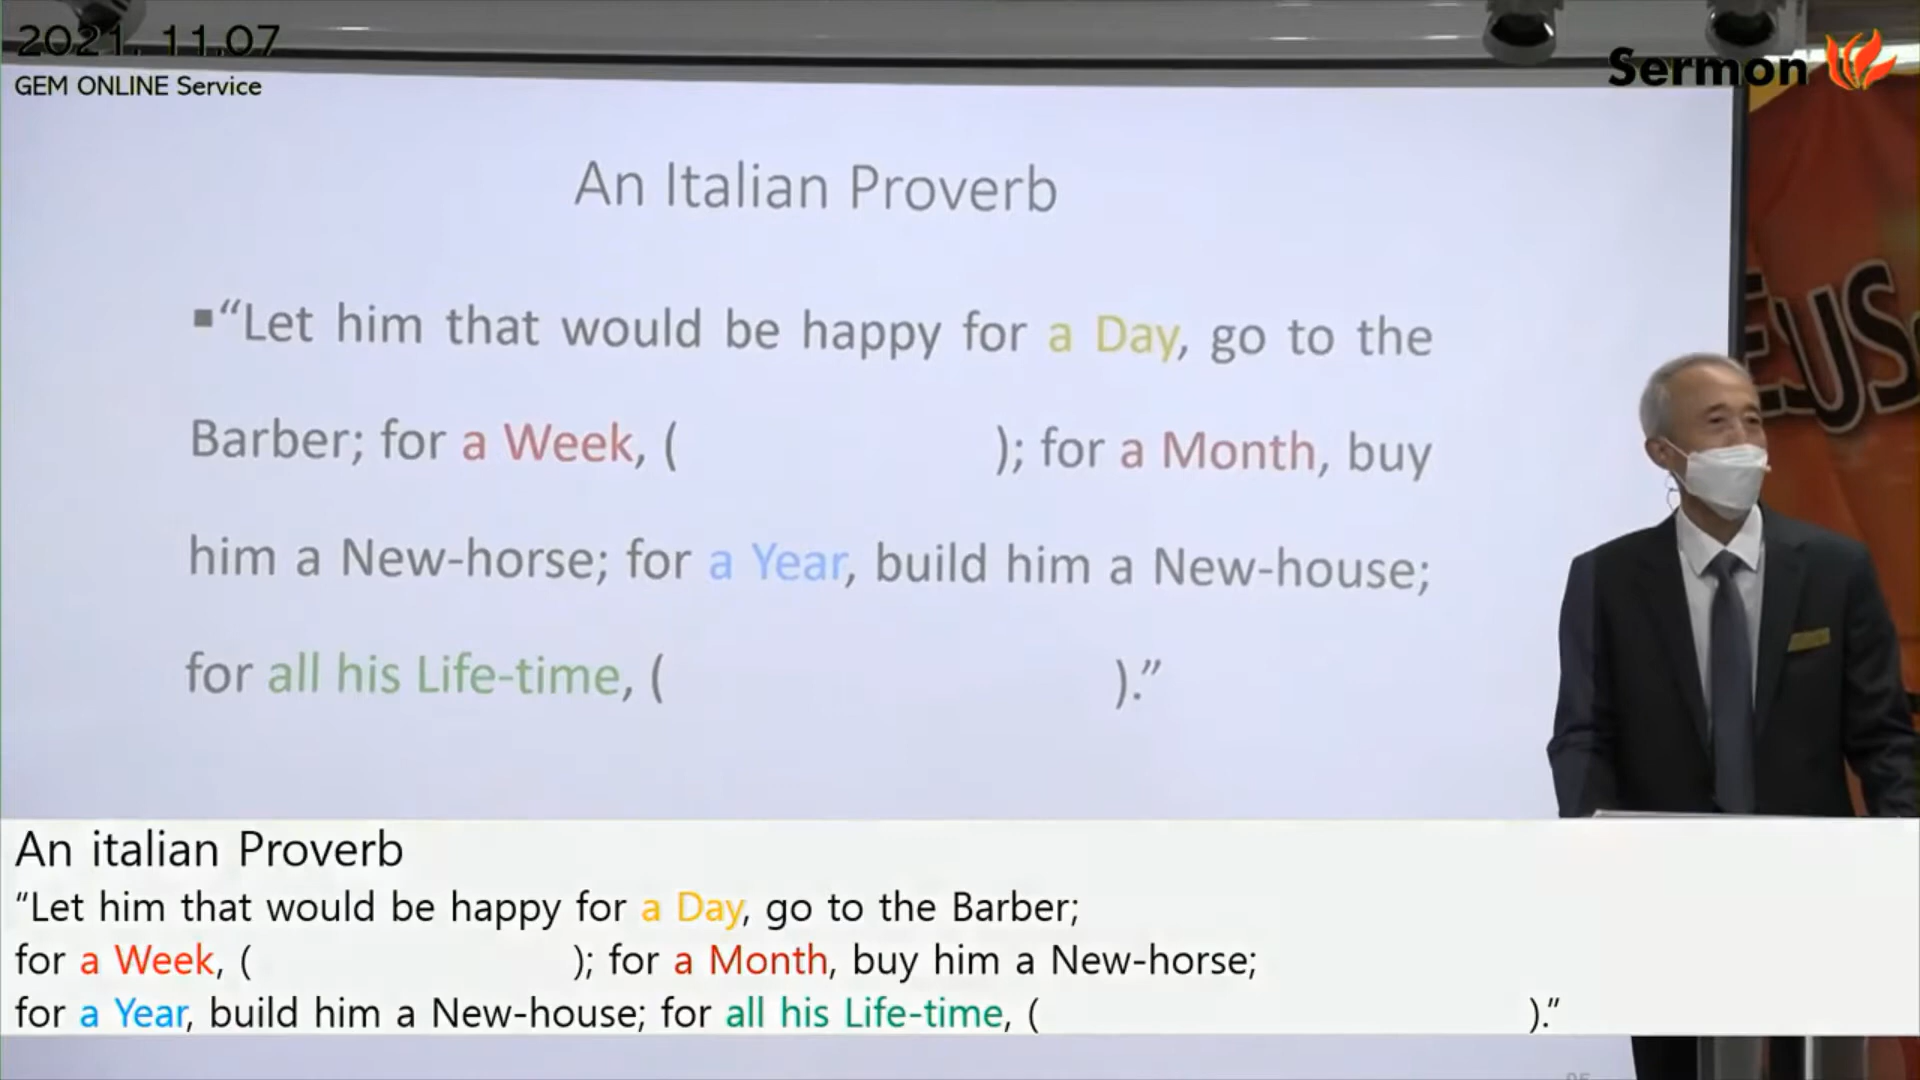 2021. 11.07
GEM ONLINE Service
Sermon
An Italian Proverb
▪“Let him that would be happy for a Day, go to the
Barber; for a Week, ( ); for a Month, buy
him a New-horse; for a Year, build him a New-house;
for all his Life-time, ( ).”
EUS
An italian Proverb
“Let him that would be happy for a Day, go to the Barber;
for a Week, ( ); for a Month, buy him a New-horse;
for a Year, build him a New-house; for all his Life-time, ( ).”